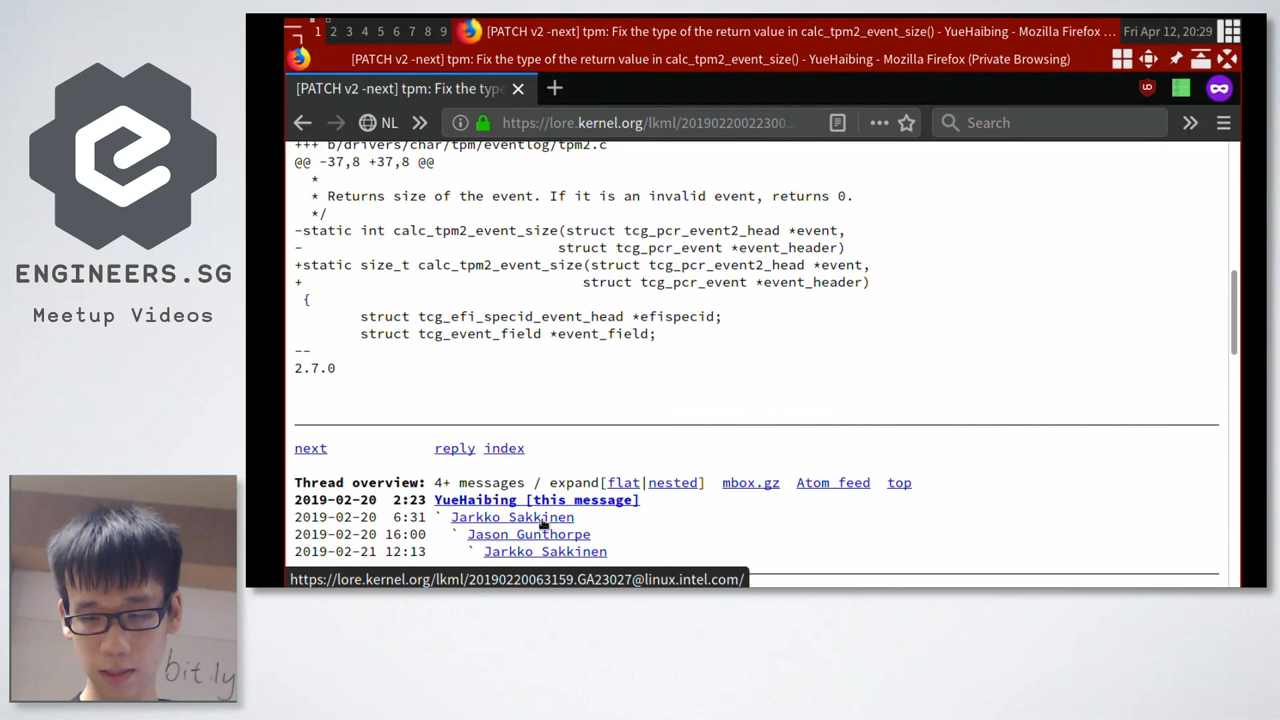 1 2 3 4 5 6 7 8 9 [PATCH v2 -next] tpm: Fix the type of the return value in calc_tpm2_event_size() - YueHaibing - Mozilla Firefox ... Fri Apr 12, 20:29
[PATCH v2 -next] tpm: Fix the type of the return value in calc_tpm2_event_size() - YueHaibing - Mozilla Firefox (Private Browsing)
[PATCH v2 -next] tpm: Fix the type
NL https://lore.kernel.org/lkml/20190220022300... Search
+++ b/drivers/char/tpm/eventlog/tpm2.c
@@ -37,8 +37,8 @@
*
* Returns size of the event. If it is an invalid event, returns 0.
*/
-static int calc_tpm2_event_size(struct tcg_pcr_event2_head *event,
- struct tcg_pcr_event *event_header)
+static size_t calc_tpm2_event_size(struct tcg_pcr_event2_head *event,
+ struct tcg_pcr_event *event_header)
{
struct tcg_efi_specid_event_head *efispecid;
struct tcg_event_field *event_field;
--
2.7.0
next reply index
Thread overview: 4+ messages / expand[flat|nested] mbox.gz Atom feed top
2019-02-20 2:23 YueHaibing [this message]
2019-02-20 6:31 ` Jarkko Sakkinen
2019-02-20 16:00 ` Jason Gunthorpe
2019-02-21 12:13 ` Jarkko Sakkinen
https://lore.kernel.org/lkml/20190220063159.GA23027@linux.intel.com/
ENGINEERS.SG
Meetup Videos
bit.ly